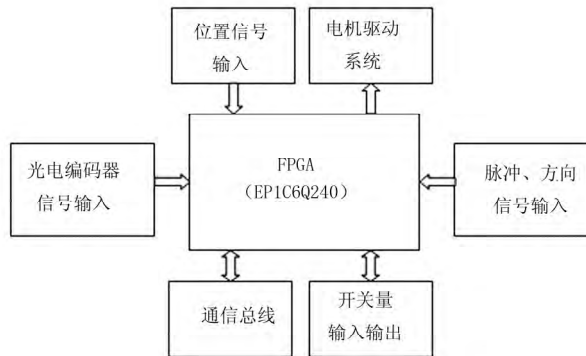 位置信号
输入
电机驱动
系统
光电编码器
信号输入
FPGA
（EP1C6Q240）
脉冲、方向
信号输入
通信总线
开关量
输入输出